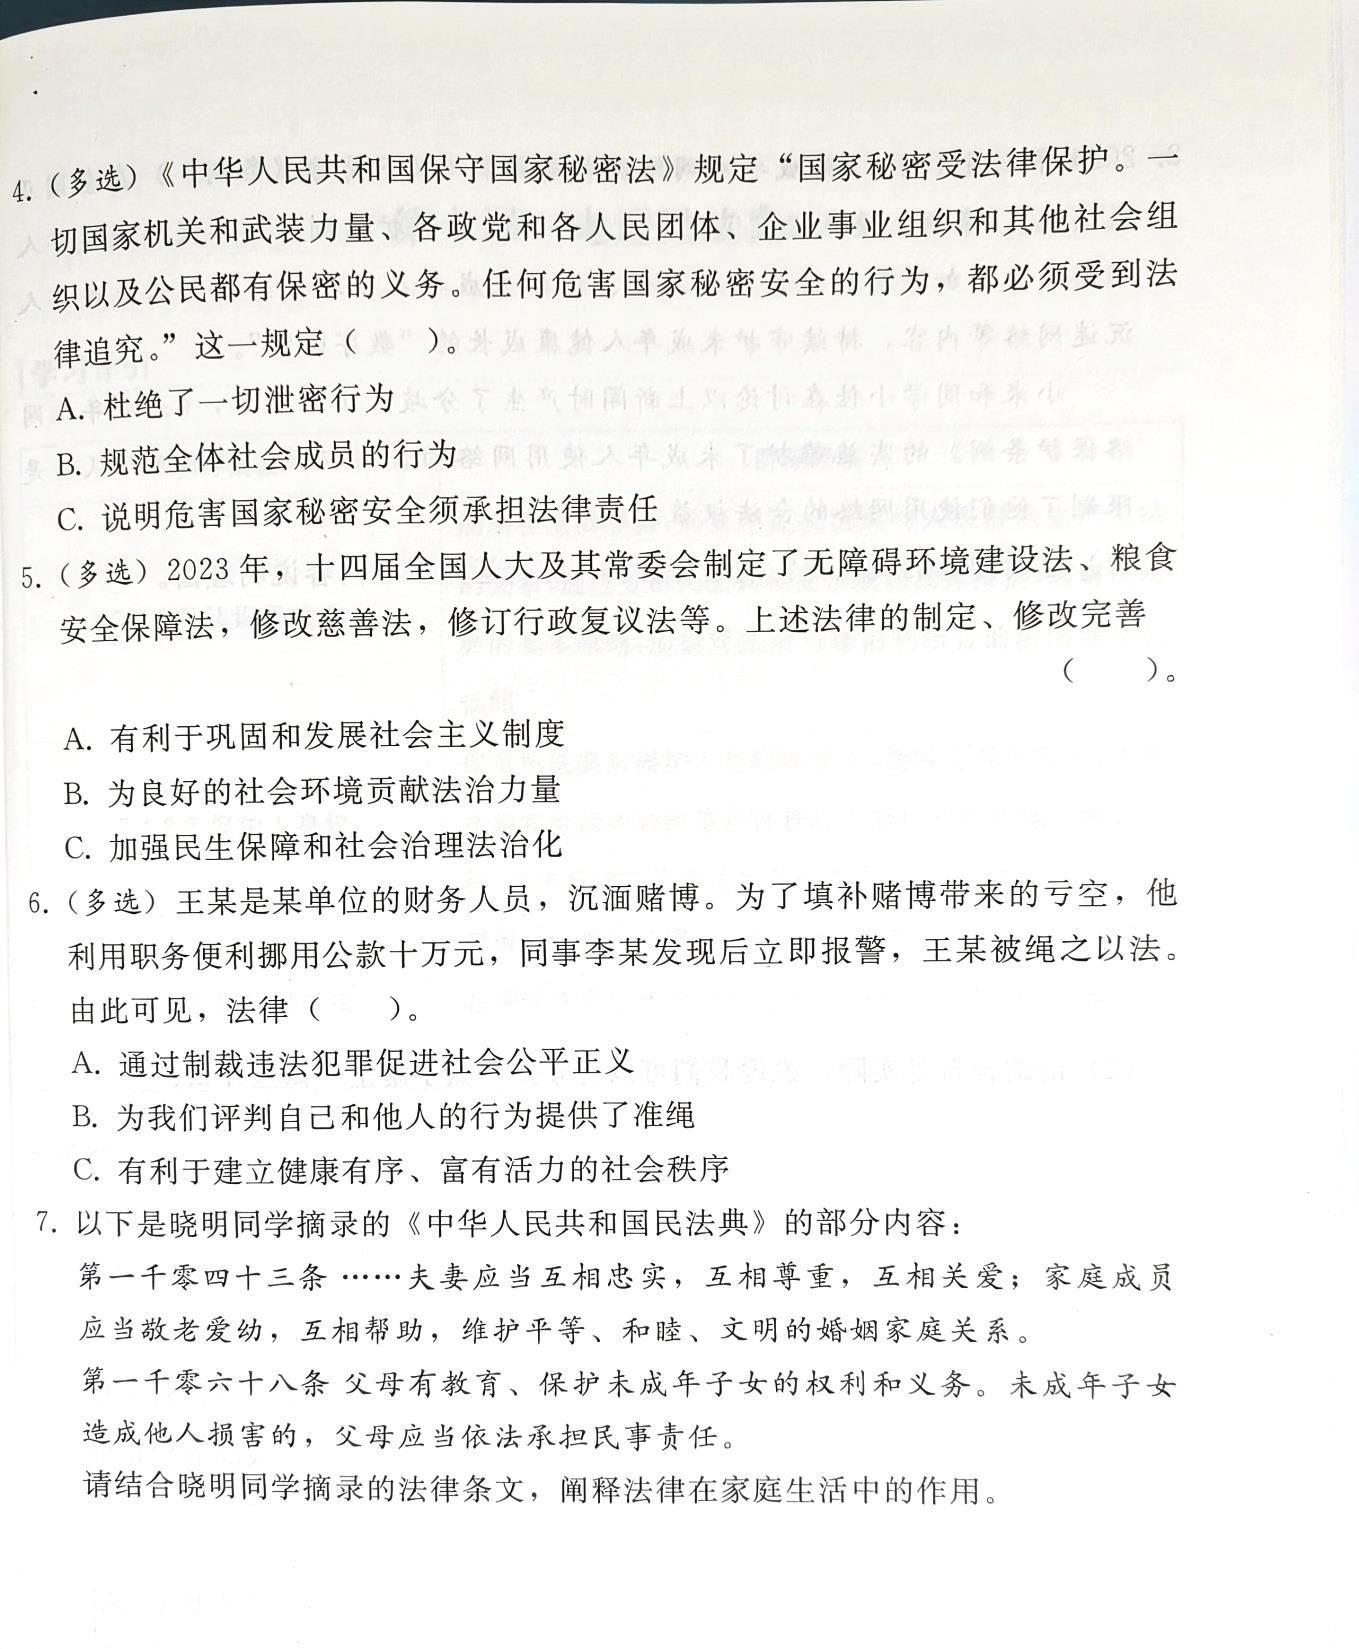 4.（多选）《中华人民共和国保守国家秘密法》规定“国家秘密受法律保护。一
切国家机关和武装力量、各政党和各人民团体、企业事业组织和其他社会组
织以及公民都有保密的义务。任何危害国家秘密安全的行为，都必须受到法
律追究。”这一规定（　　）。
A. 杜绝了一切泄密行为
B. 规范全体社会成员的行为
C. 说明危害国家秘密安全须承担法律责任
5.（多选）2023年，十四届全国人大及其常委会制定了无障碍环境建设法、粮食
安全保障法，修改慈善法，修订行政复议法等。上述法律的制定、修改完善
（　　）。
A. 有利于巩固和发展社会主义制度
B. 为良好的社会环境贡献法治力量
C. 加强民生保障和社会治理法治化
6.（多选）王某是某单位的财务人员，沉湎赌博。为了填补赌博带来的亏空，他
利用职务便利挪用公款十万元，同事李某发现后立即报警，王某被绳之以法。
由此可见，法律（　　）。
A. 通过制裁违法犯罪促进社会公平正义
B. 为我们评判自己和他人的行为提供了准绳
C. 有利于建立健康有序、富有活力的社会秩序
7. 以下是晓明同学摘录的《中华人民共和国民法典》的部分内容：
第一千零四十三条 ……夫妻应当互相忠实，互相尊重，互相关爱；家庭成员
应当敬老爱幼，互相帮助，维护平等、和睦、文明的婚姻家庭关系。
第一千零六十八条 父母有教育、保护未成年子女的权利和义务。未成年子女
造成他人损害的，父母应当依法承担民事责任。
请结合晓明同学摘录的法律条文，阐释法律在家庭生活中的作用。